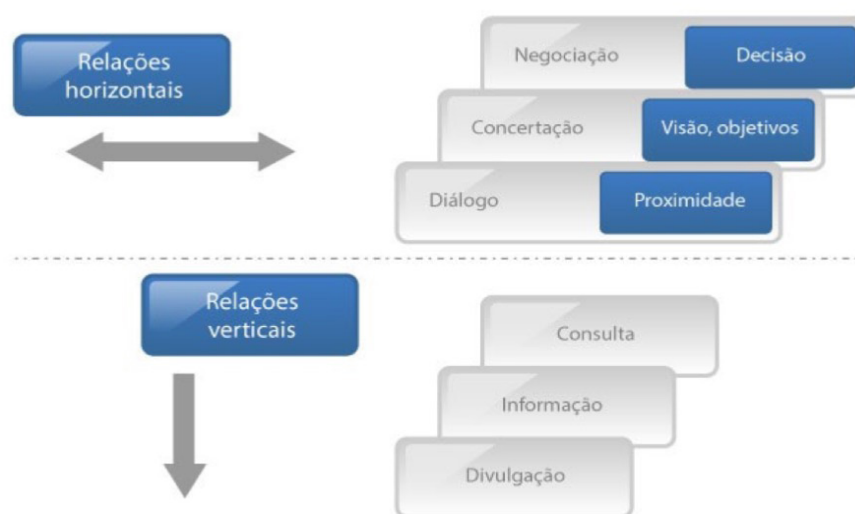 Relações
horizontais
Negociação
Decisão
Concertação
Visão, objetivos
Diálogo
Proximidade
Relações
verticais
Consulta
Informação
Divulgação